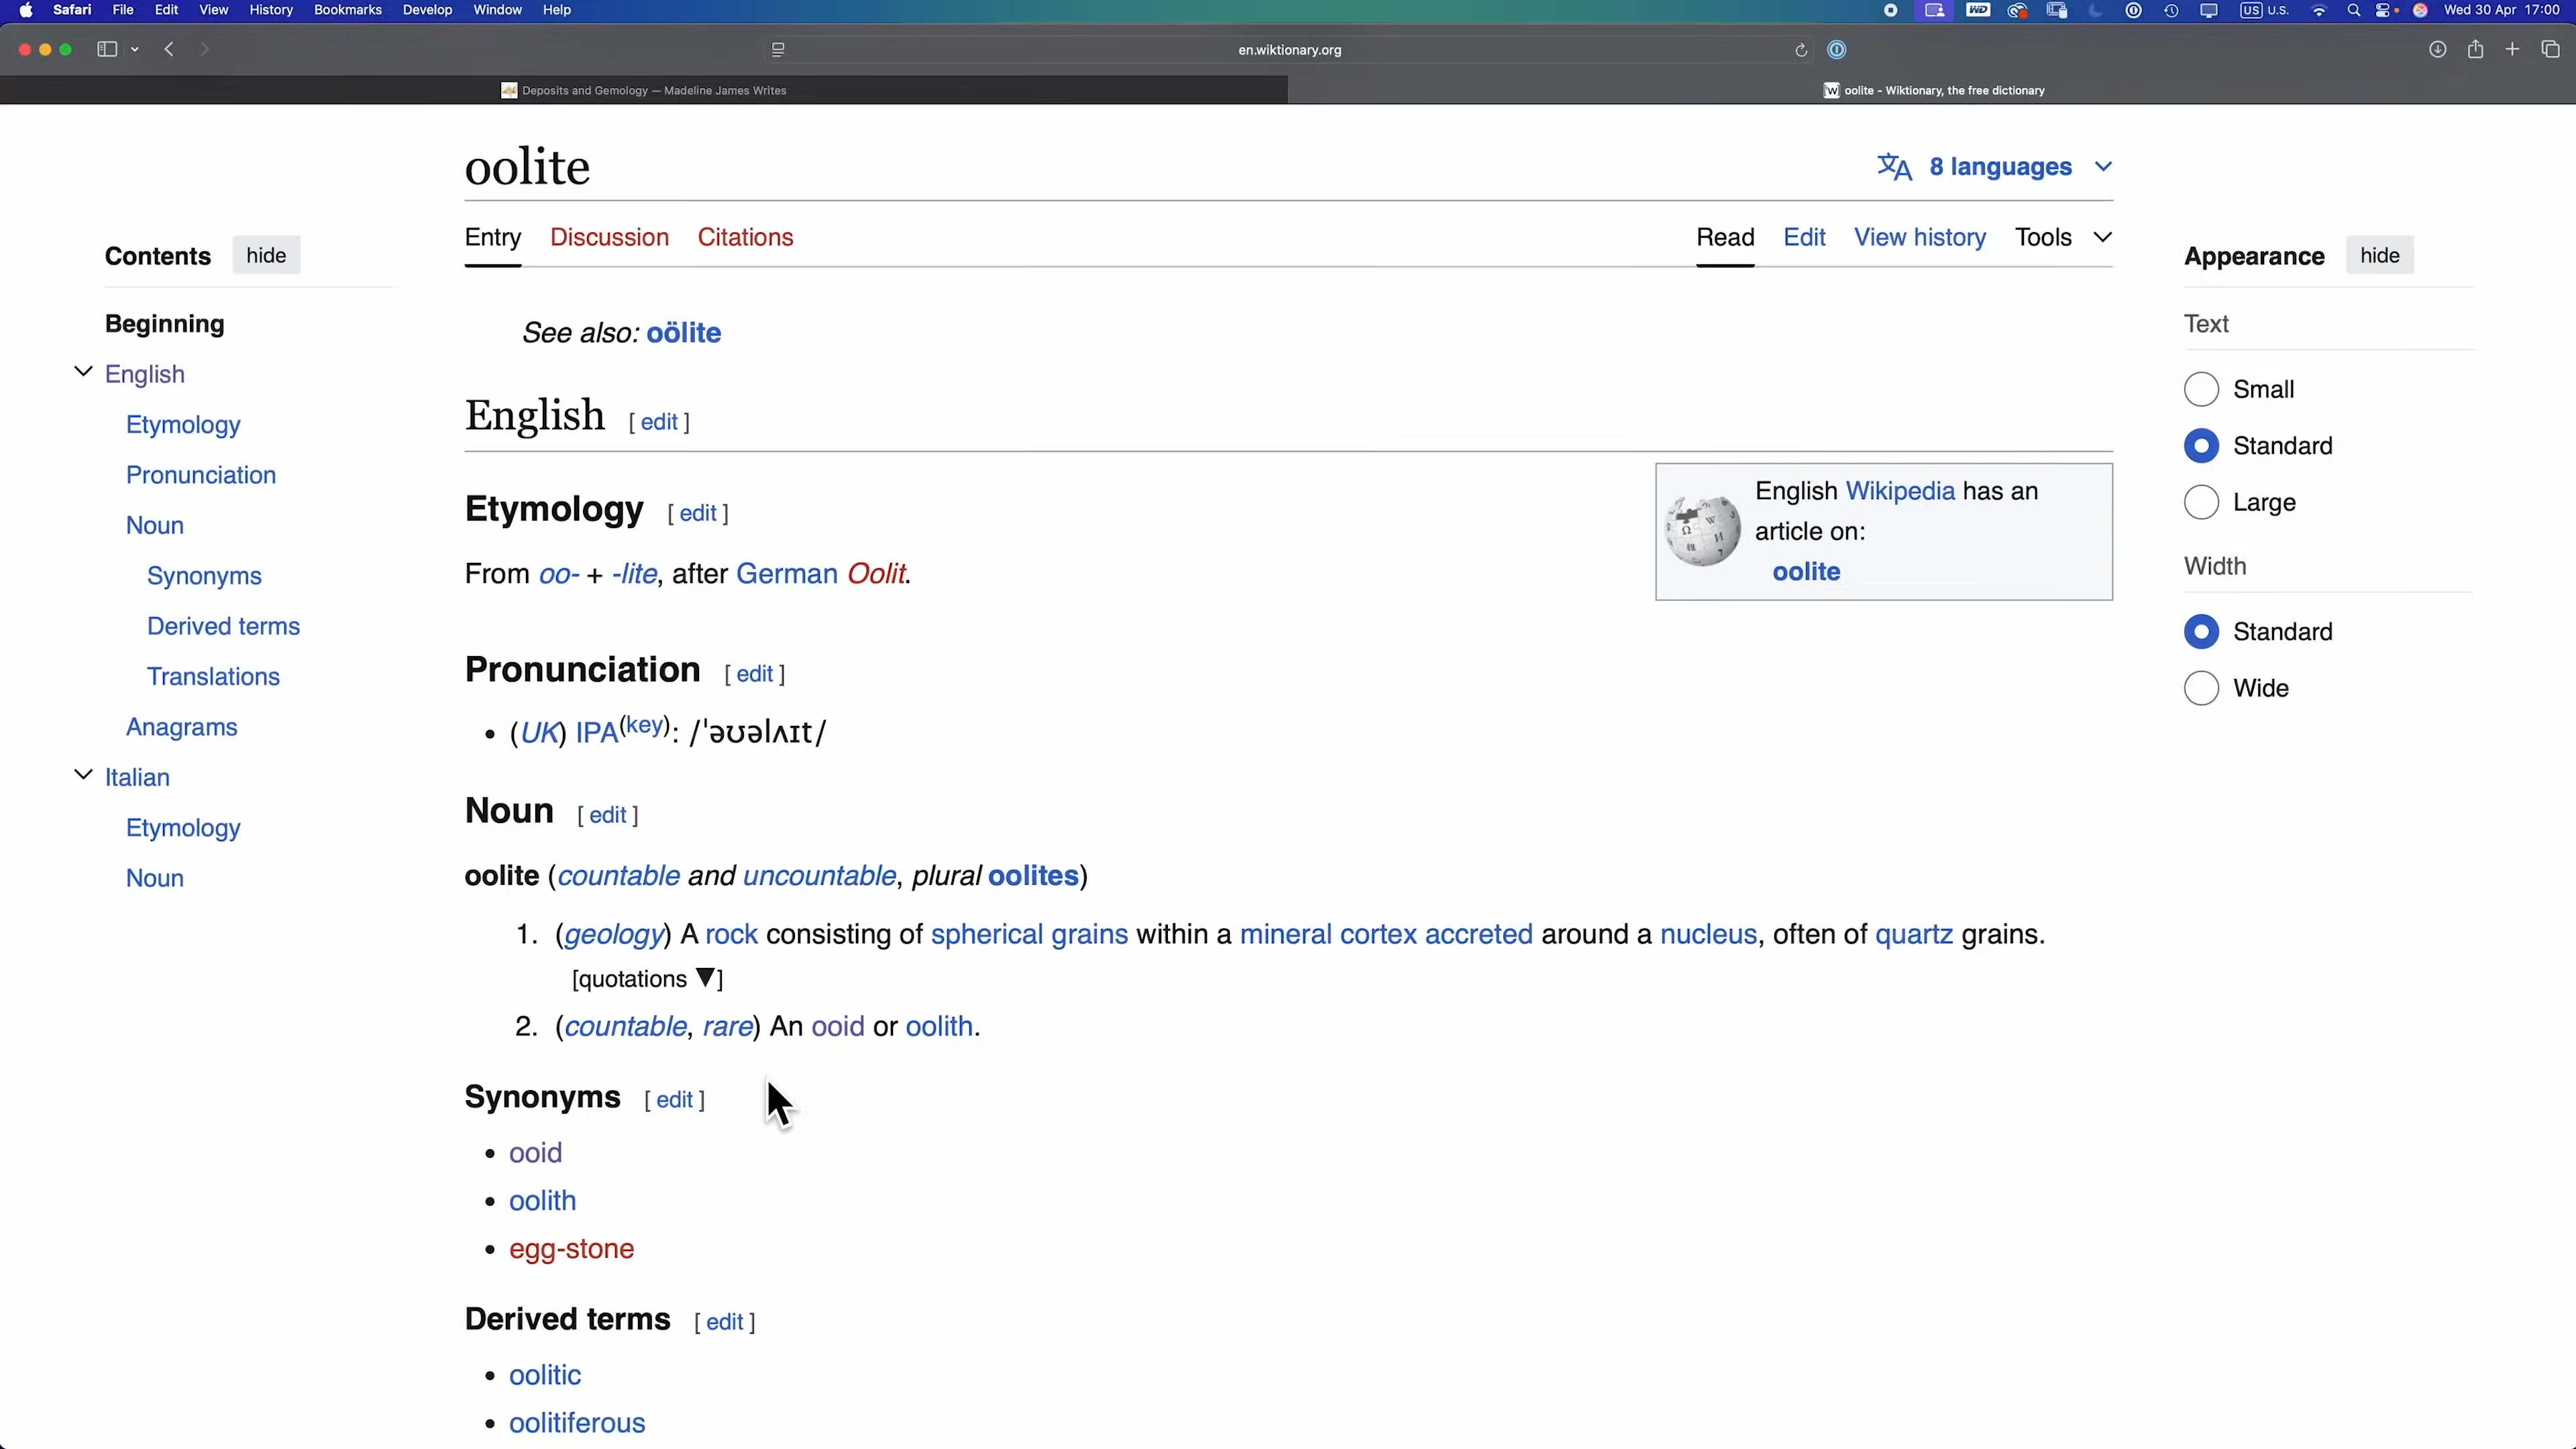 Safari File Edit View History Bookmarks Develop Window Help
WD US U.S. Wed 30 Apr 17:00
en.wiktionary.org
Deposits and Gemology — Madeline James Writes
oolite - Wiktionary, the free dictionary
oolite
8 languages
Entry Discussion Citations
Read Edit View history Tools
Contents hide
Beginning
English
Etymology
Pronunciation
Noun
Synonyms
Derived terms
Translations
Anagrams
Italian
Etymology
Noun
See also: oölite
English [ edit ]
Etymology [ edit ]
From oo- + -lite, after German Oolit.
English Wikipedia has an
article on:
oolite
Pronunciation [ edit ]
• (UK) IPA(key): /ˈəʊəlʌɪt/
Noun [ edit ]
oolite (countable and uncountable, plural oolites)
1. (geology) A rock consisting of spherical grains within a mineral cortex accreted around a nucleus, often of quartz grains.
[quotations ▼]
2. (countable, rare) An ooid or oolith.
Synonyms [ edit ]
• ooid
• oolith
• egg-stone
Derived terms [ edit ]
• oolitic
• oolitiferous
Appearance hide
Text
Small
Standard
Large
Width
Standard
Wide